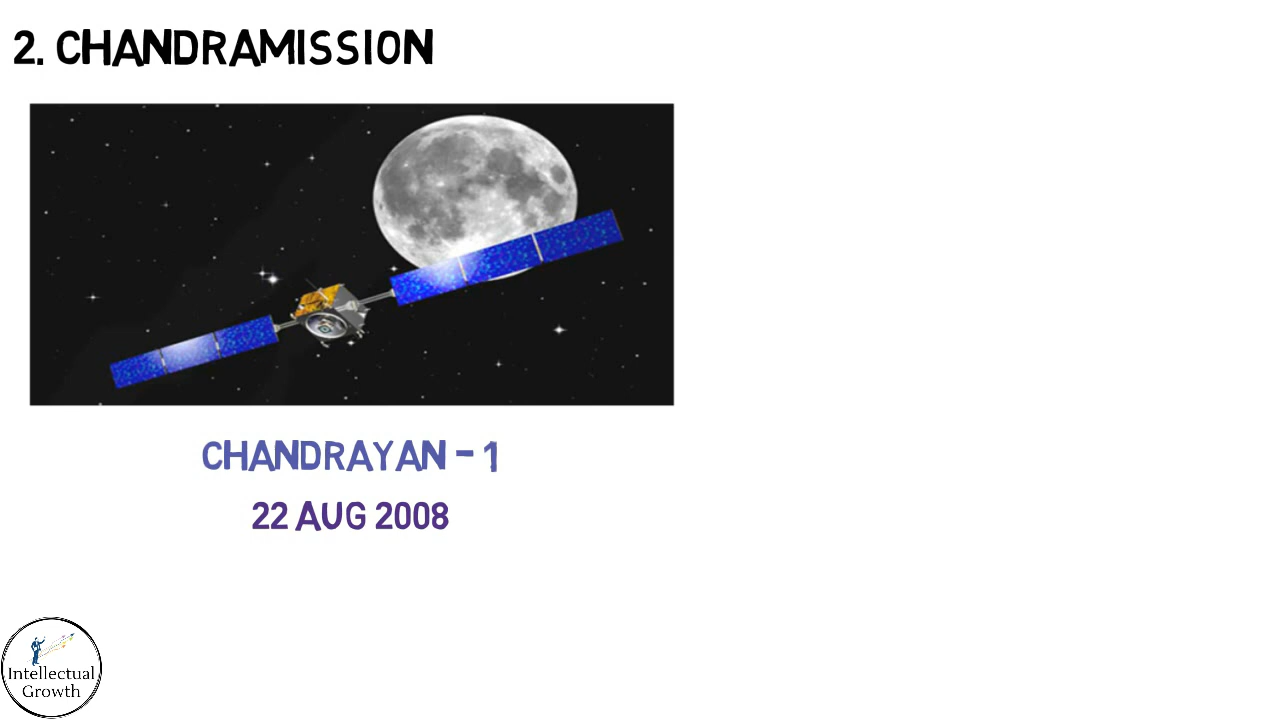 2. CHANDRAMISSION
CHANDRAYAN - 1
22 AUG 2008
Intellectual
Growth